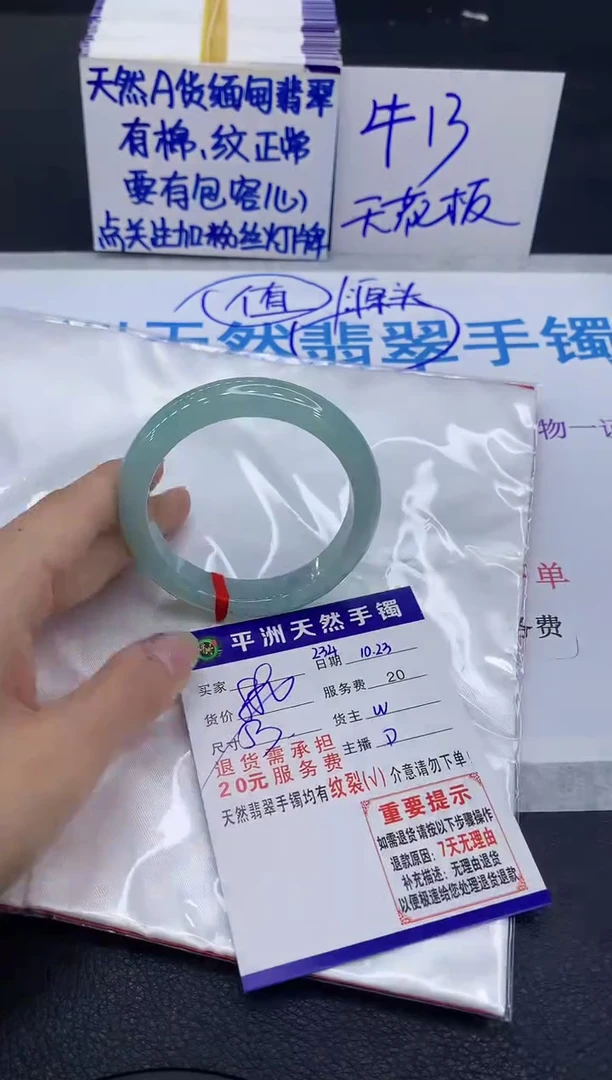 天然A货缅甸翡翠
有棉、纹正常
要有包容(心)
点关注加粉丝灯牌
牛13
天花板
(值)源头
天然翡翠手镯
物一
单
务费
平洲天然手镯
234
日期 10.23
买家
服务费 20
货价
货主 W
尺寸
主播 D
退货需承担
20元服务费
天然翡翠手镯均有纹裂(√)介意请勿下单!
重要提示
如需退货请按以下步骤操作
退款原因:7天无理由
补充描述:无理由退货
以便极速给您处理退货退款